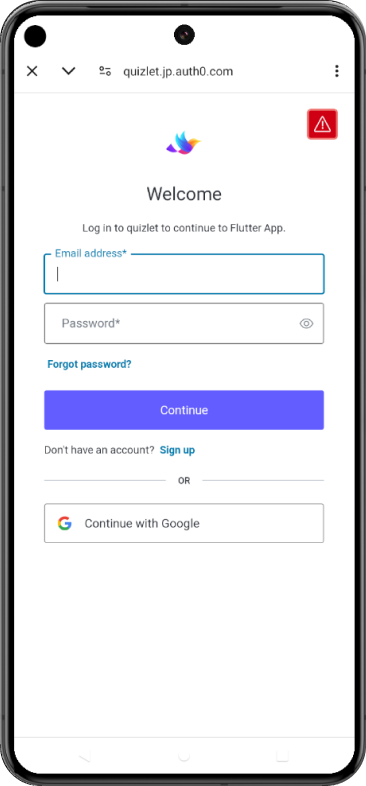 quizlet.jp.auth0.com
Welcome
Log in to quizlet to continue to Flutter App.
Email address*
Password*
Forgot password?
Continue
Don't have an account? Sign up
OR
Continue with Google